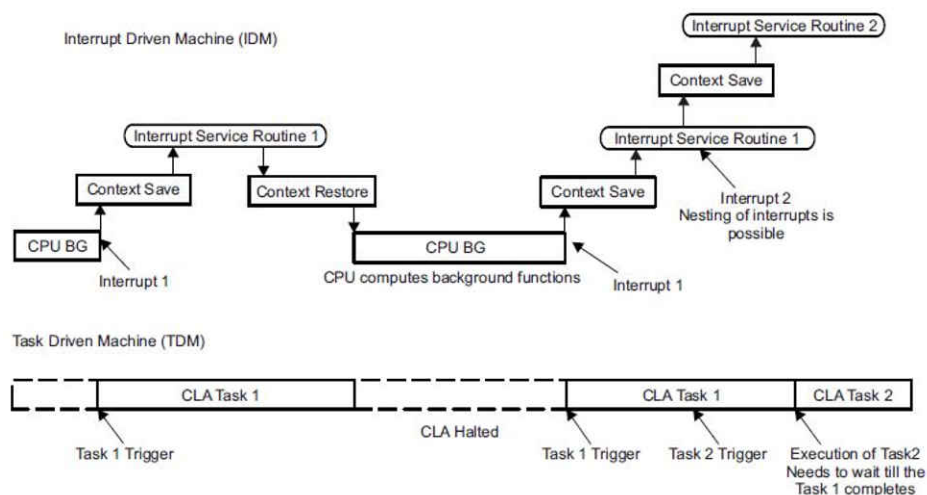 Interrupt Driven Machine (IDM)
Interrupt Service Routine 2
Context Save
Interrupt Service Routine 1
Interrupt Service Routine 1
Context Save
Context Restore
Context Save
Interrupt 2
Nesting of interrupts is
possible
CPU BG
CPU BG
CPU computes background functions
Interrupt 1
Interrupt 1
Task Driven Machine (TDM)
CLA Task 1
CLA Task 1
CLA Task 2
CLA Halted
Task 1 Trigger
Task 1 Trigger
Task 2 Trigger
Execution of Task2
Needs to wait till the
Task 1 completes